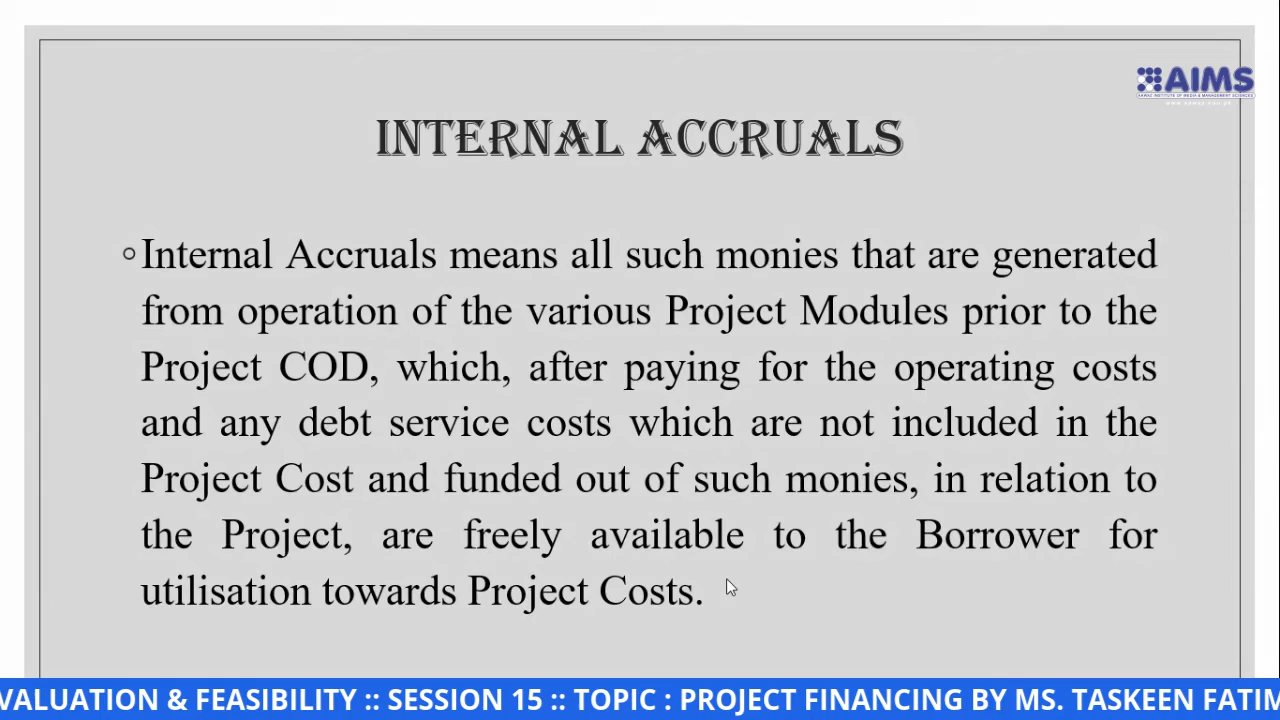 AIMS
INTERNAL ACCRUALS
Internal Accruals means all such monies that are generated
from operation of the various Project Modules prior to the
Project COD, which, after paying for the operating costs
and any debt service costs which are not included in the
Project Cost and funded out of such monies, in relation to
the Project, are freely available to the Borrower for
utilisation towards Project Costs.
VALUATION & FEASIBILITY :: SESSION 15 :: TOPIC : PROJECT FINANCING BY MS. TASKEEN FATIM